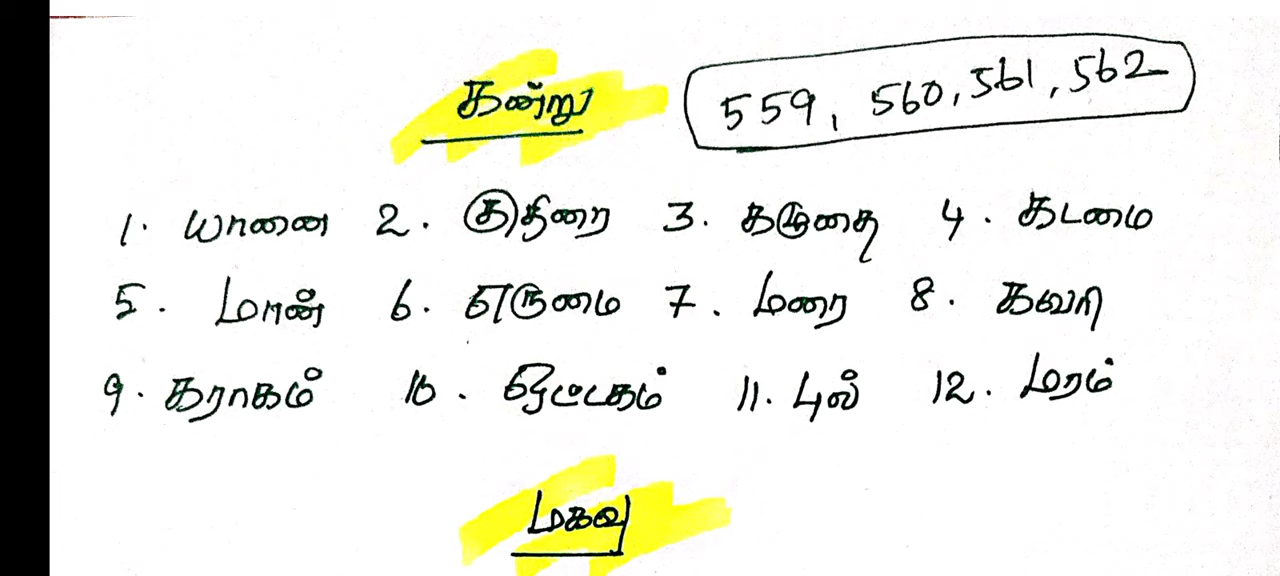 கன்று 559, 560, 561, 562
1. யானை 2. குதிரை 3. கழுதை 4. கடமை
5. மான் 6. எருமை 7. மரை 8. கவரி
9. கராகம் 10. ஒட்டகம் 11. புல் 12. மரம்
மகவு